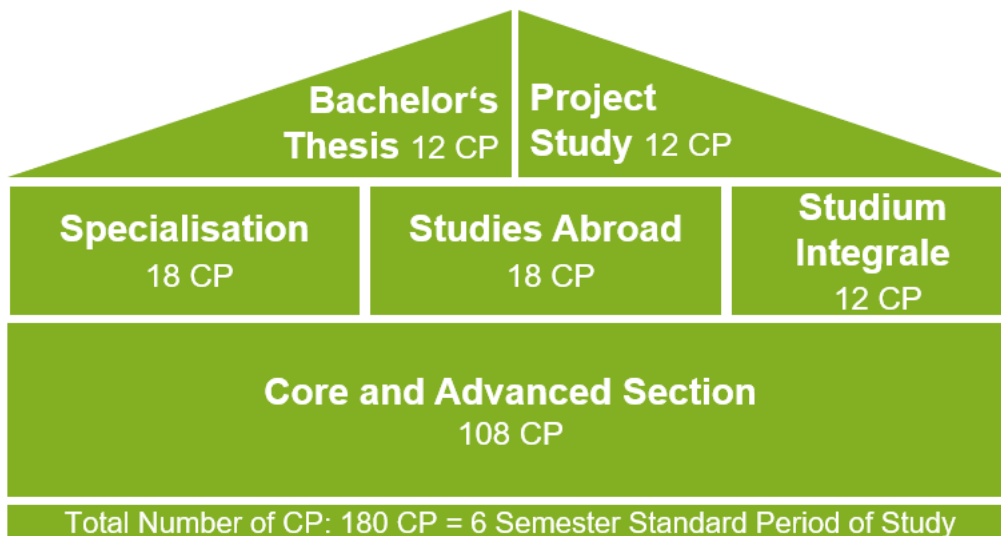 Bachelor‘s
Thesis 12 CP
Project
Study 12 CP
Specialisation
18 CP
Studies Abroad
18 CP
Studium
Integrale
12 CP
Core and Advanced Section
108 CP
Total Number of CP: 180 CP = 6 Semester Standard Period of Study